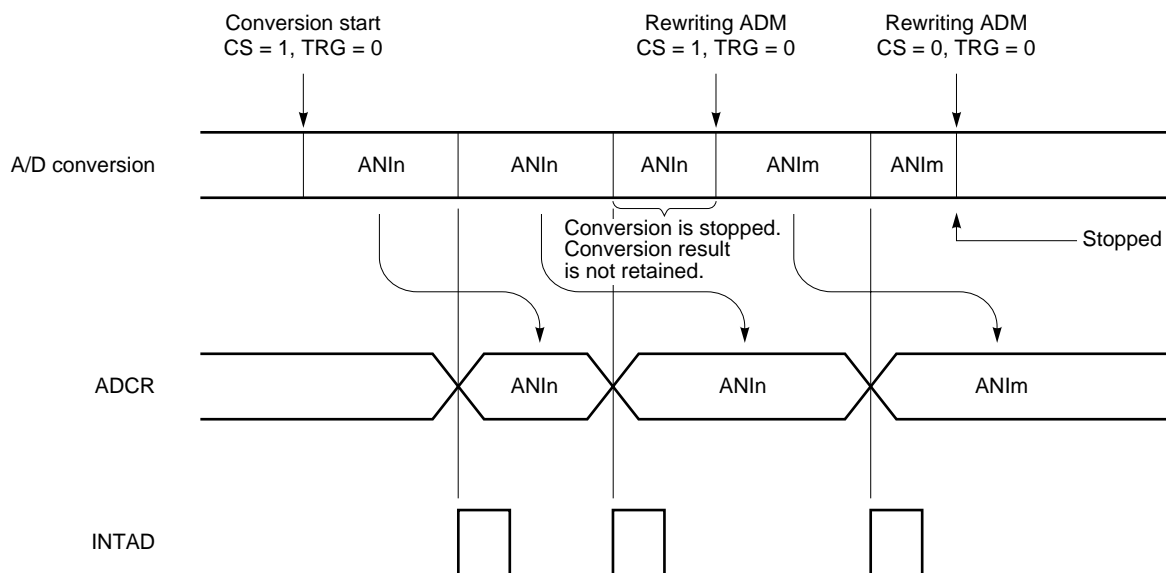 Conversion start
CS = 1, TRG = 0
Rewriting ADM
CS = 1, TRG = 0
Rewriting ADM
CS = 0, TRG = 0
A/D conversion
ANIn
ANIn
ANIn
ANIm
ANIm
Conversion is stopped.
Conversion result
is not retained.
Stopped
ADCR
ANIn
ANIn
ANIm
INTAD